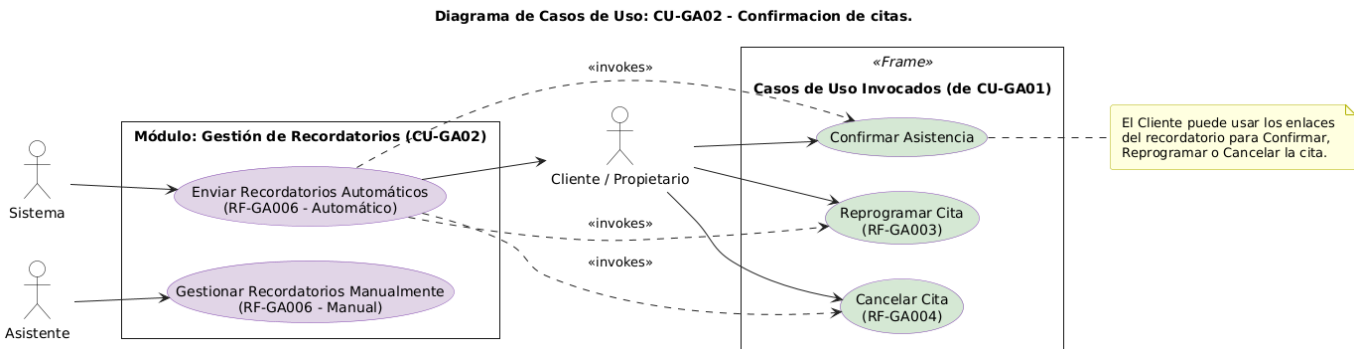 Diagrama de Casos de Uso: CU-GA02 - Confirmacion de citas.
«Frame»
Casos de Uso Invocados (de CU-GA01)
«invokes»
Módulo: Gestión de Recordatorios (CU-GA02)
El Cliente puede usar los enlaces
del recordatorio para Confirmar,
Reprogramar o Cancelar la cita.
Confirmar Asistencia
Cliente / Propietario
Enviar Recordatorios Automáticos
(RF-GA006 - Automático)
Sistema
Reprogramar Cita
(RF-GA003)
«invokes»
«invokes»
Gestionar Recordatorios Manualmente
(RF-GA006 - Manual)
Cancelar Cita
(RF-GA004)
Asistente